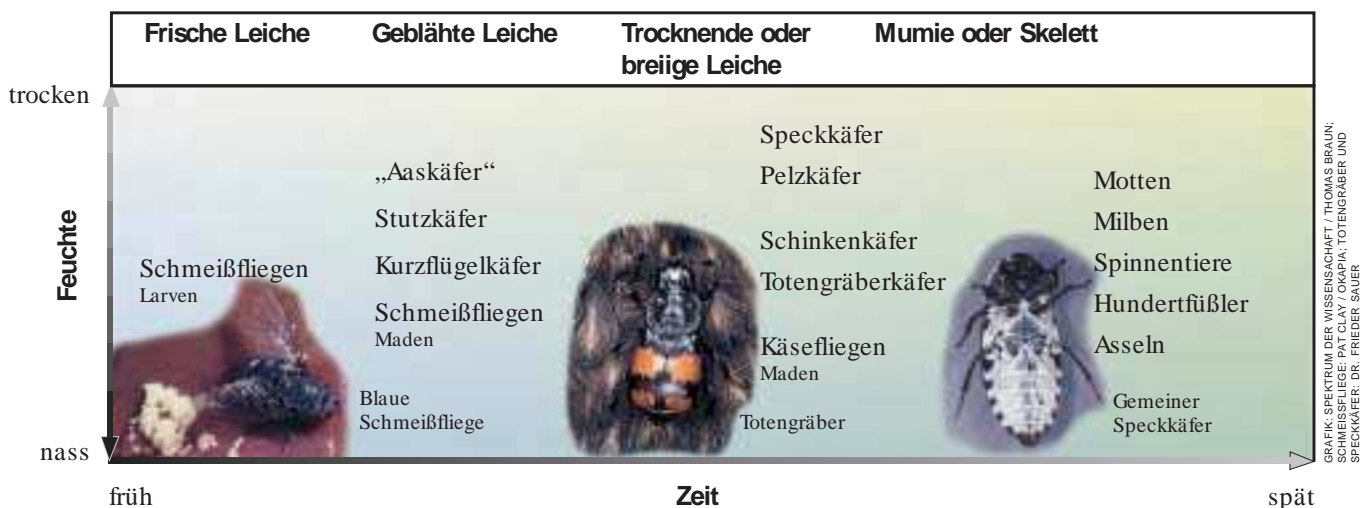 Frische Leiche
Geblähte Leiche
Trocknende oder
breiige Leiche
Mumie oder Skelett
trocken
Feuchte
nass
Schmeißfliegen
Larven
„Aaskäfer“
Stutzkäfer
Kurzflügelkäfer
Schmeißfliegen
Maden
Blaue
Schmeißfliege
Speckkäfer
Pelzkäfer
Schinkenkäfer
Totengräberkäfer
Käsefliegen
Maden
Totengräber
Motten
Milben
Spinnentiere
Hundertfüßler
Asseln
Gemeiner
Speckkäfer
früh
Zeit
spät
GRAFIK: SPEKTRUM DER WISSENSACHAFT / THOMAS BRAUN;
SCHMEISSFLIEGE: PAT CLAY / OKAPIA; TOTENGRÄBER UND
SPECKKÄFER: DR. FRIEDER SAUER